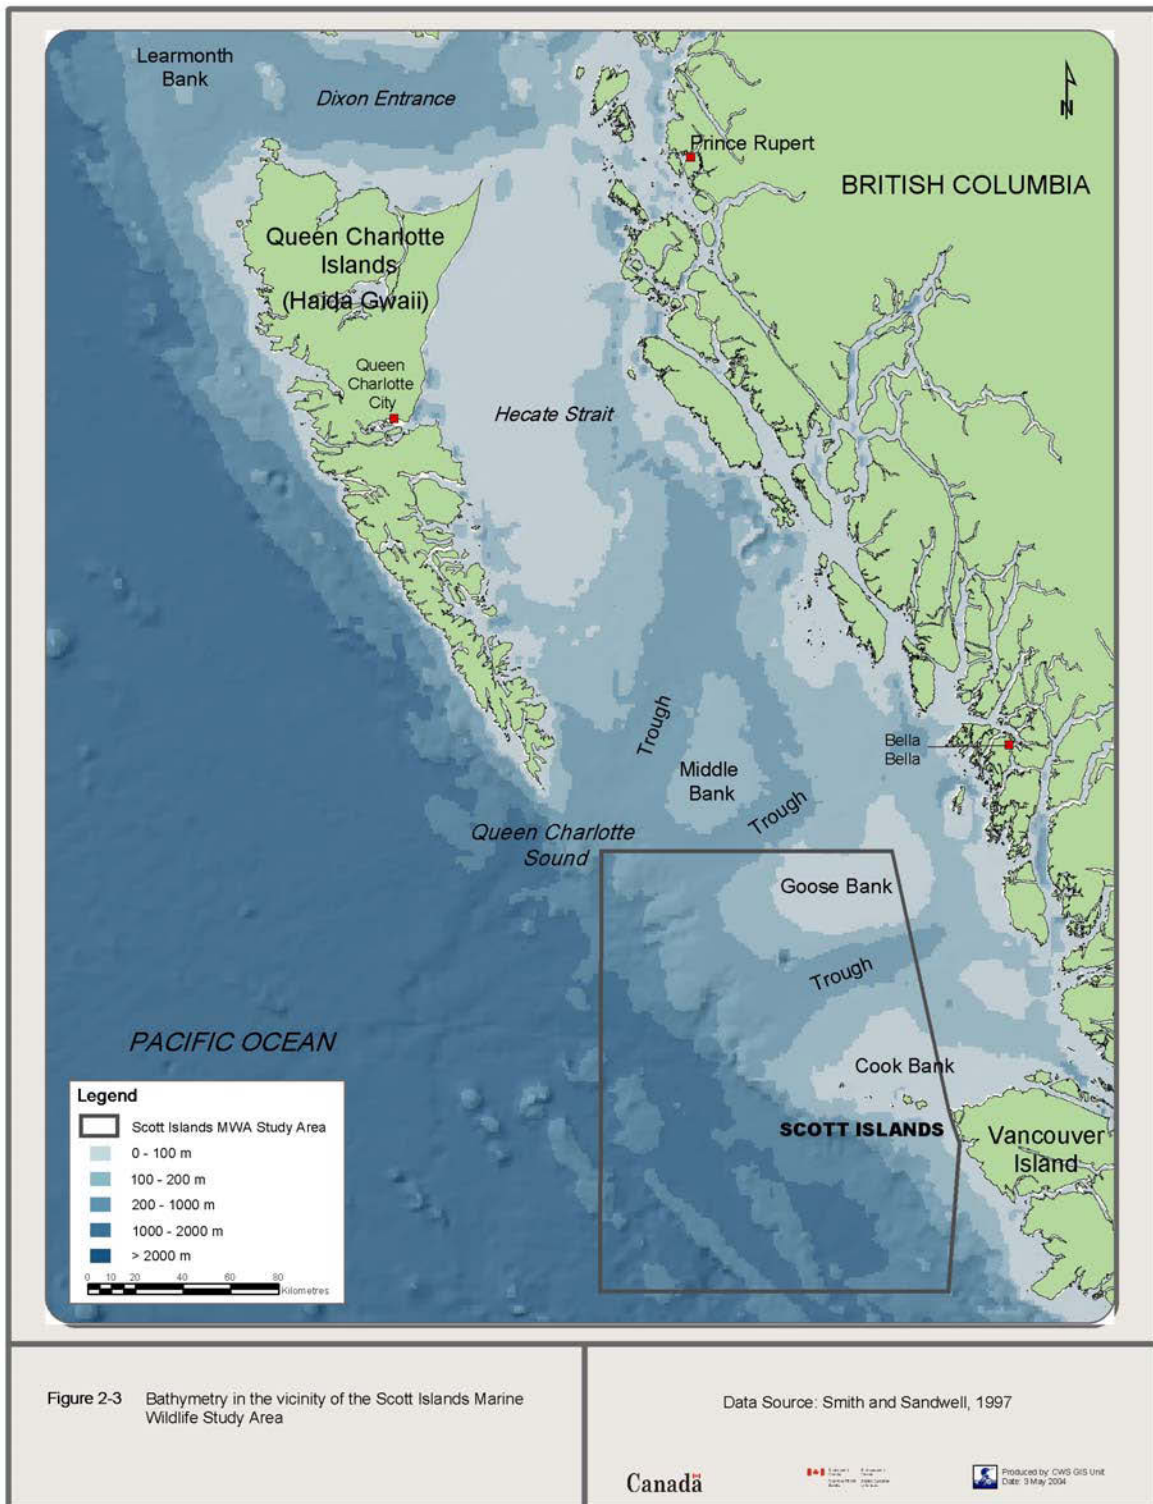 Learmonth
Bank
Dixon Entrance
N
Prince Rupert
BRITISH COLUMBIA
Queen Charlotte
Islands
(Haida Gwaii)
Queen
Charlotte
City
Hecate Strait
Trough
Middle
Bank
Bella
Bella
Trough
Queen Charlotte
Sound
Goose Bank
Trough
PACIFIC OCEAN
Cook Bank
SCOTT ISLANDS
Vancouver
Island
Legend
Scott Islands MWA Study Area
0 - 100 m
100 - 200 m
200 - 1000 m
1000 - 2000 m
> 2000 m
0 10 20 40 60 80
Kilometres
Figure 2-3 Bathymetry in the vicinity of the Scott Islands Marine
Wildlife Study Area
Data Source: Smith and Sandwell, 1997
Canada
Produced by: CWS GIS Unit
Date: 3 May 2004